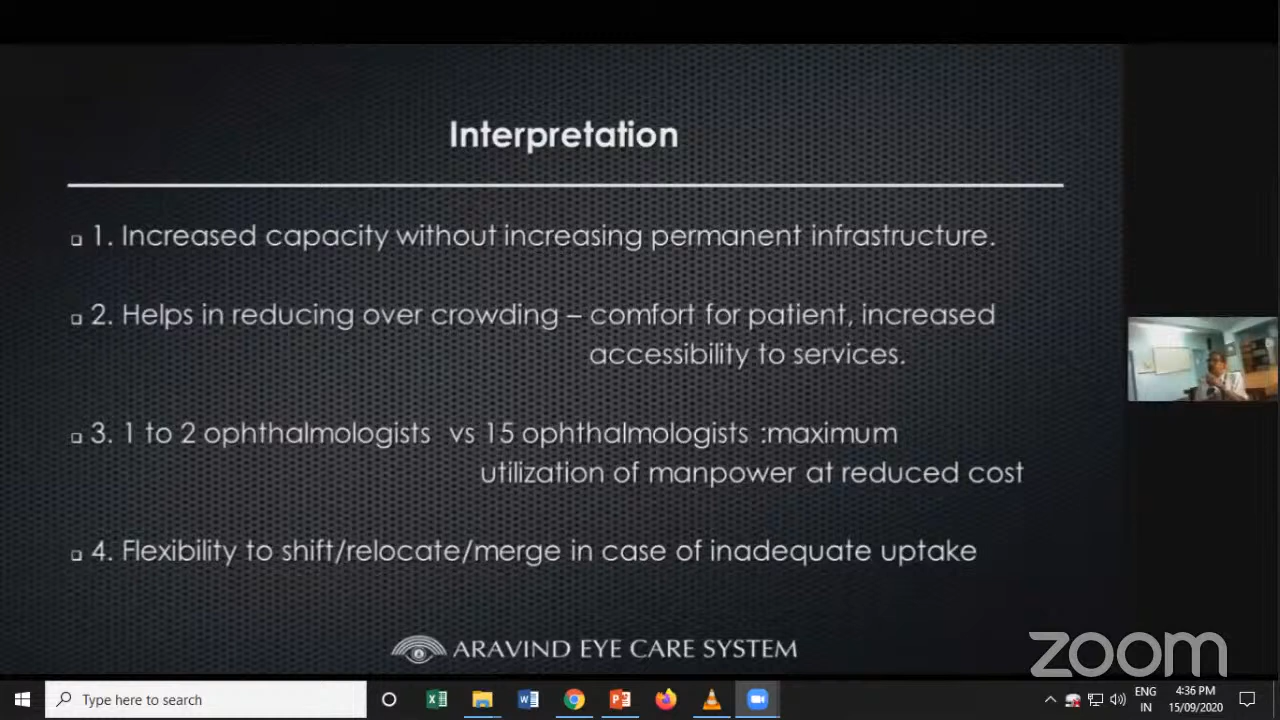 Interpretation
1. Increased capacity without increasing permanent infrastructure.
2. Helps in reducing over crowding – comfort for patient, increased
accessibility to services.
3. 1 to 2 ophthalmologists vs 15 ophthalmologists :maximum
utilization of manpower at reduced cost
4. Flexibility to shift/relocate/merge in case of inadequate uptake
ARAVIND EYE CARE SYSTEM
zoom
Type here to search
ENG
IN
4:36 PM
15/09/2020